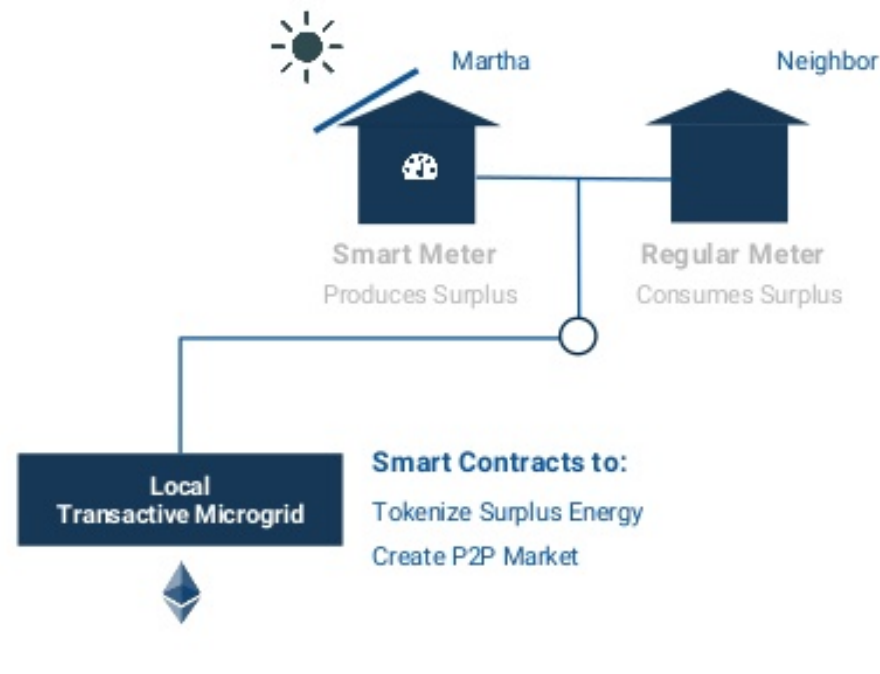 Martha
Neighbor
Smart Meter
Regular Meter
Produces Surplus
Consumes Surplus
Local
Transactive Microgrid
Smart Contracts to:
Tokenize Surplus Energy
Create P2P Market